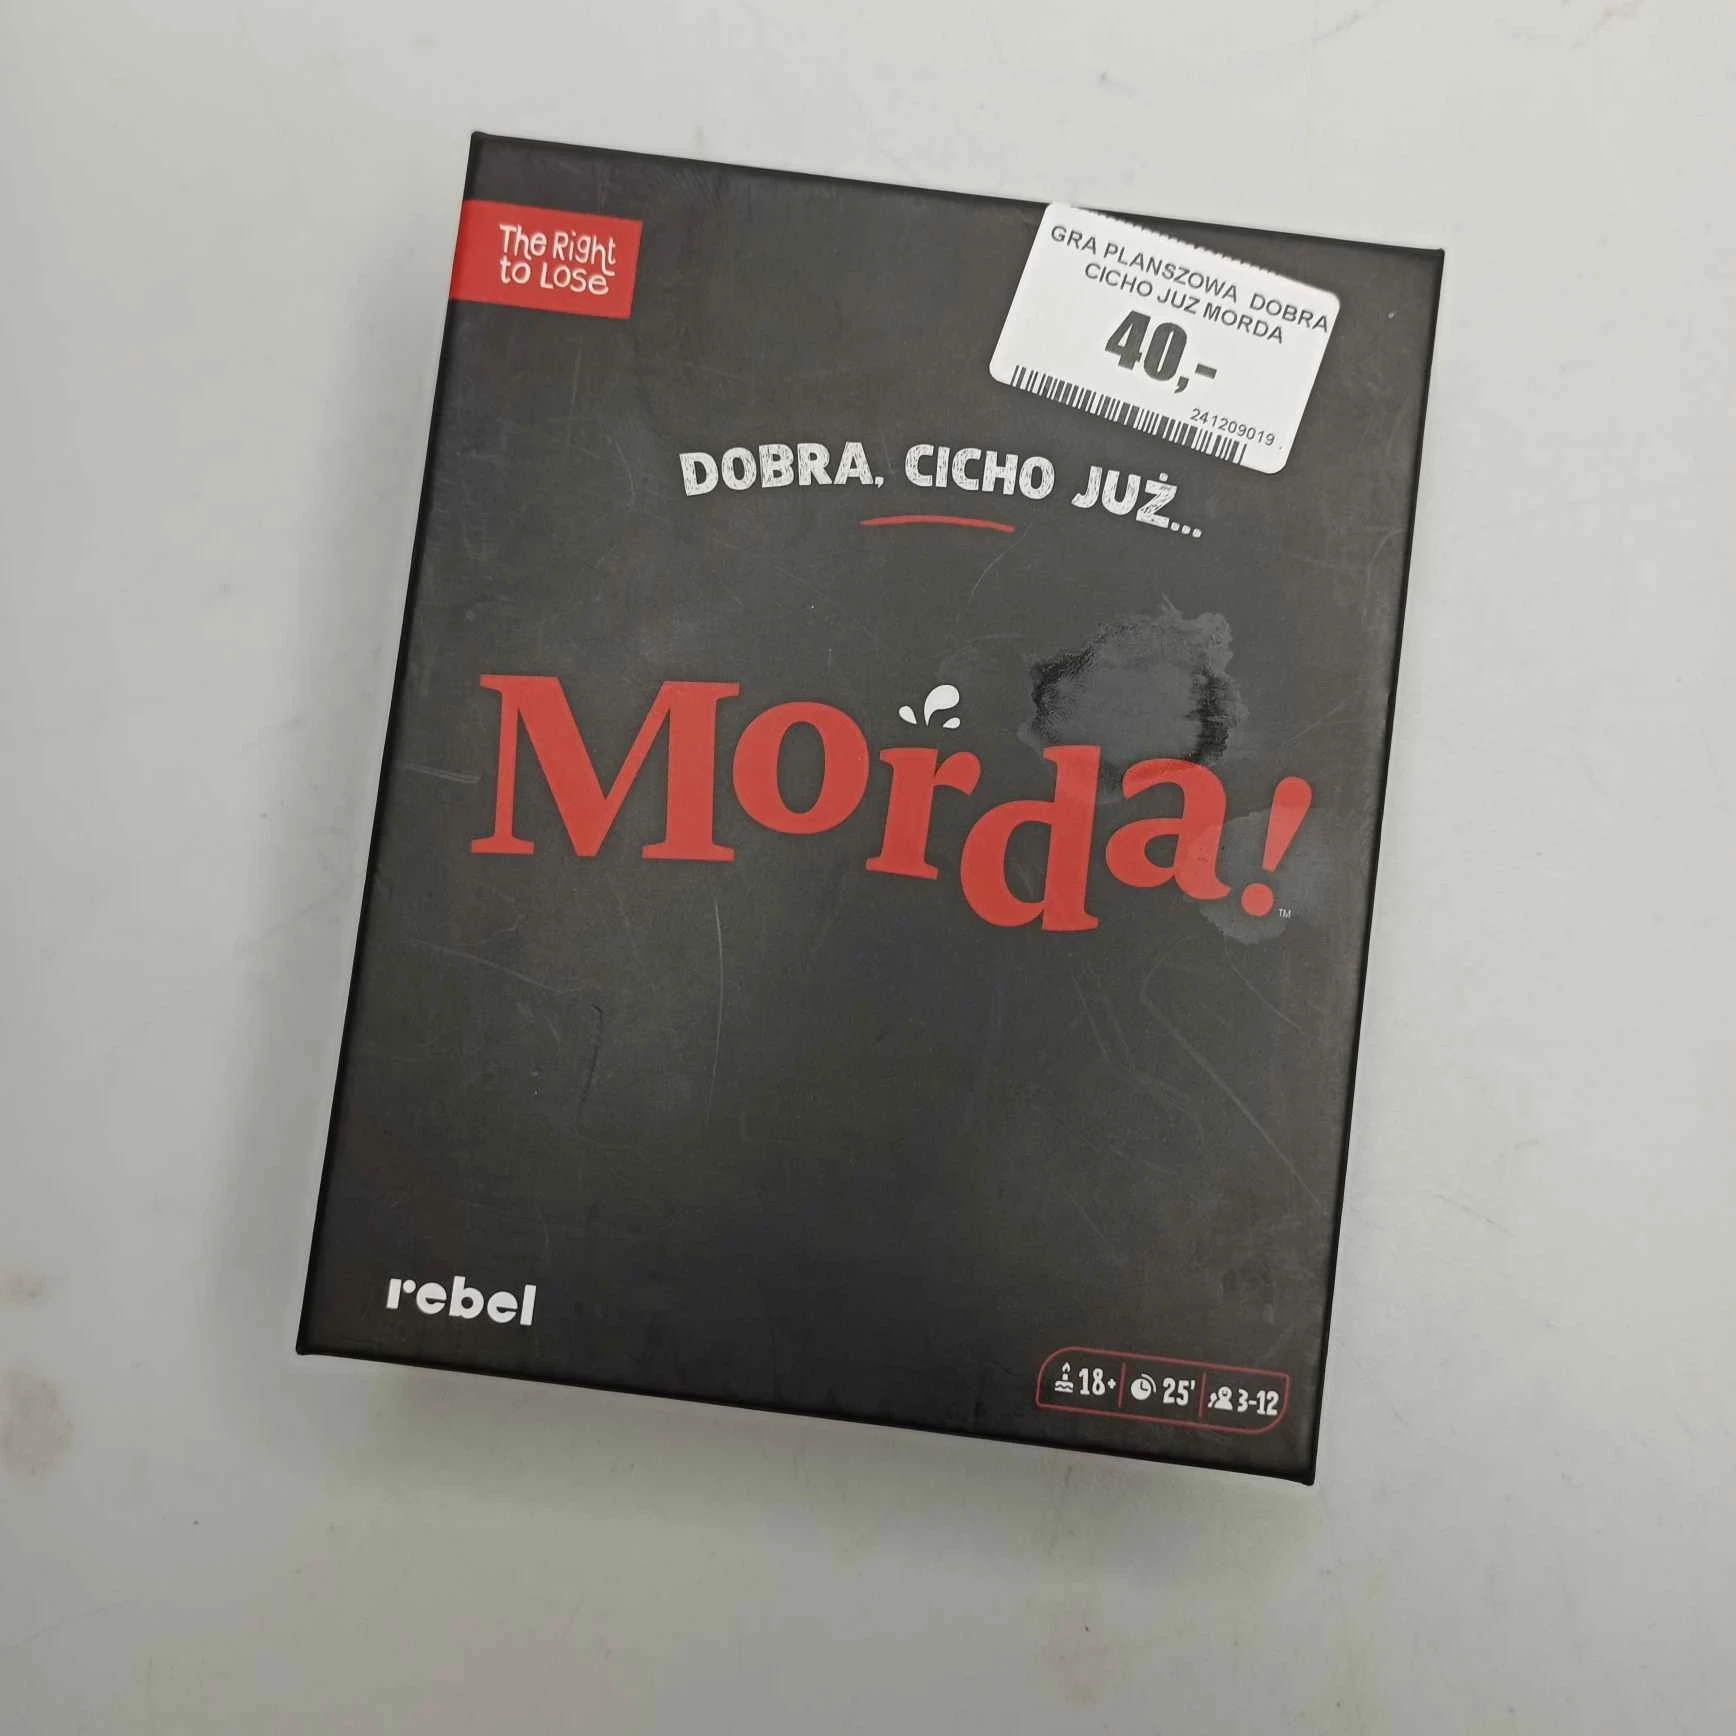 The Right
to Lose
GRA PLANSZOWA DOBRA
CICHO JUZ MORDA
40,-
241209019
DOBRA, CICHO JUŻ...
Morda!
TM
rebel
18+ 25' 3-12